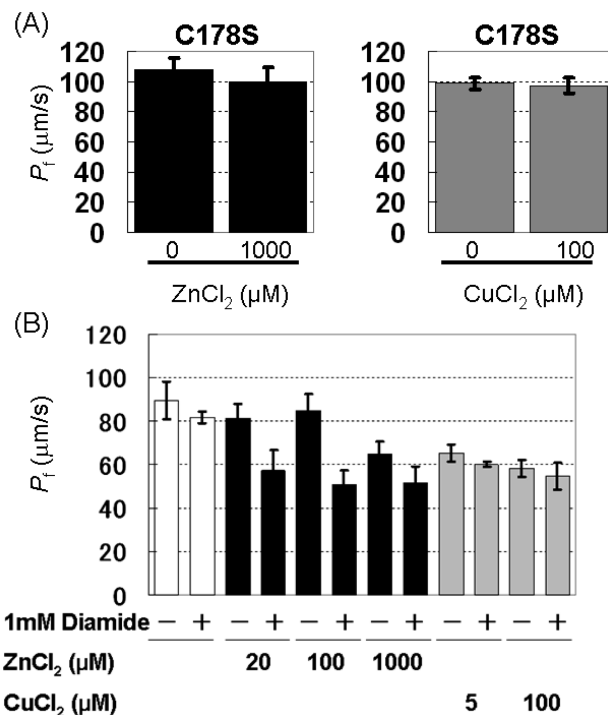 (A)
C178S
C178S
120
100
80
60
40
20
0
Pf (µm/s)
0 1000
ZnCl2 (µM)
120
100
80
60
40
20
0
0 100
CuCl2 (µM)
(B)
120
100
80
60
40
20
0
Pf (µm/s)
1mM Diamide − + − + − + − + − + − +
ZnCl2 (µM) 20 100 1000
CuCl2 (µM) 5 100